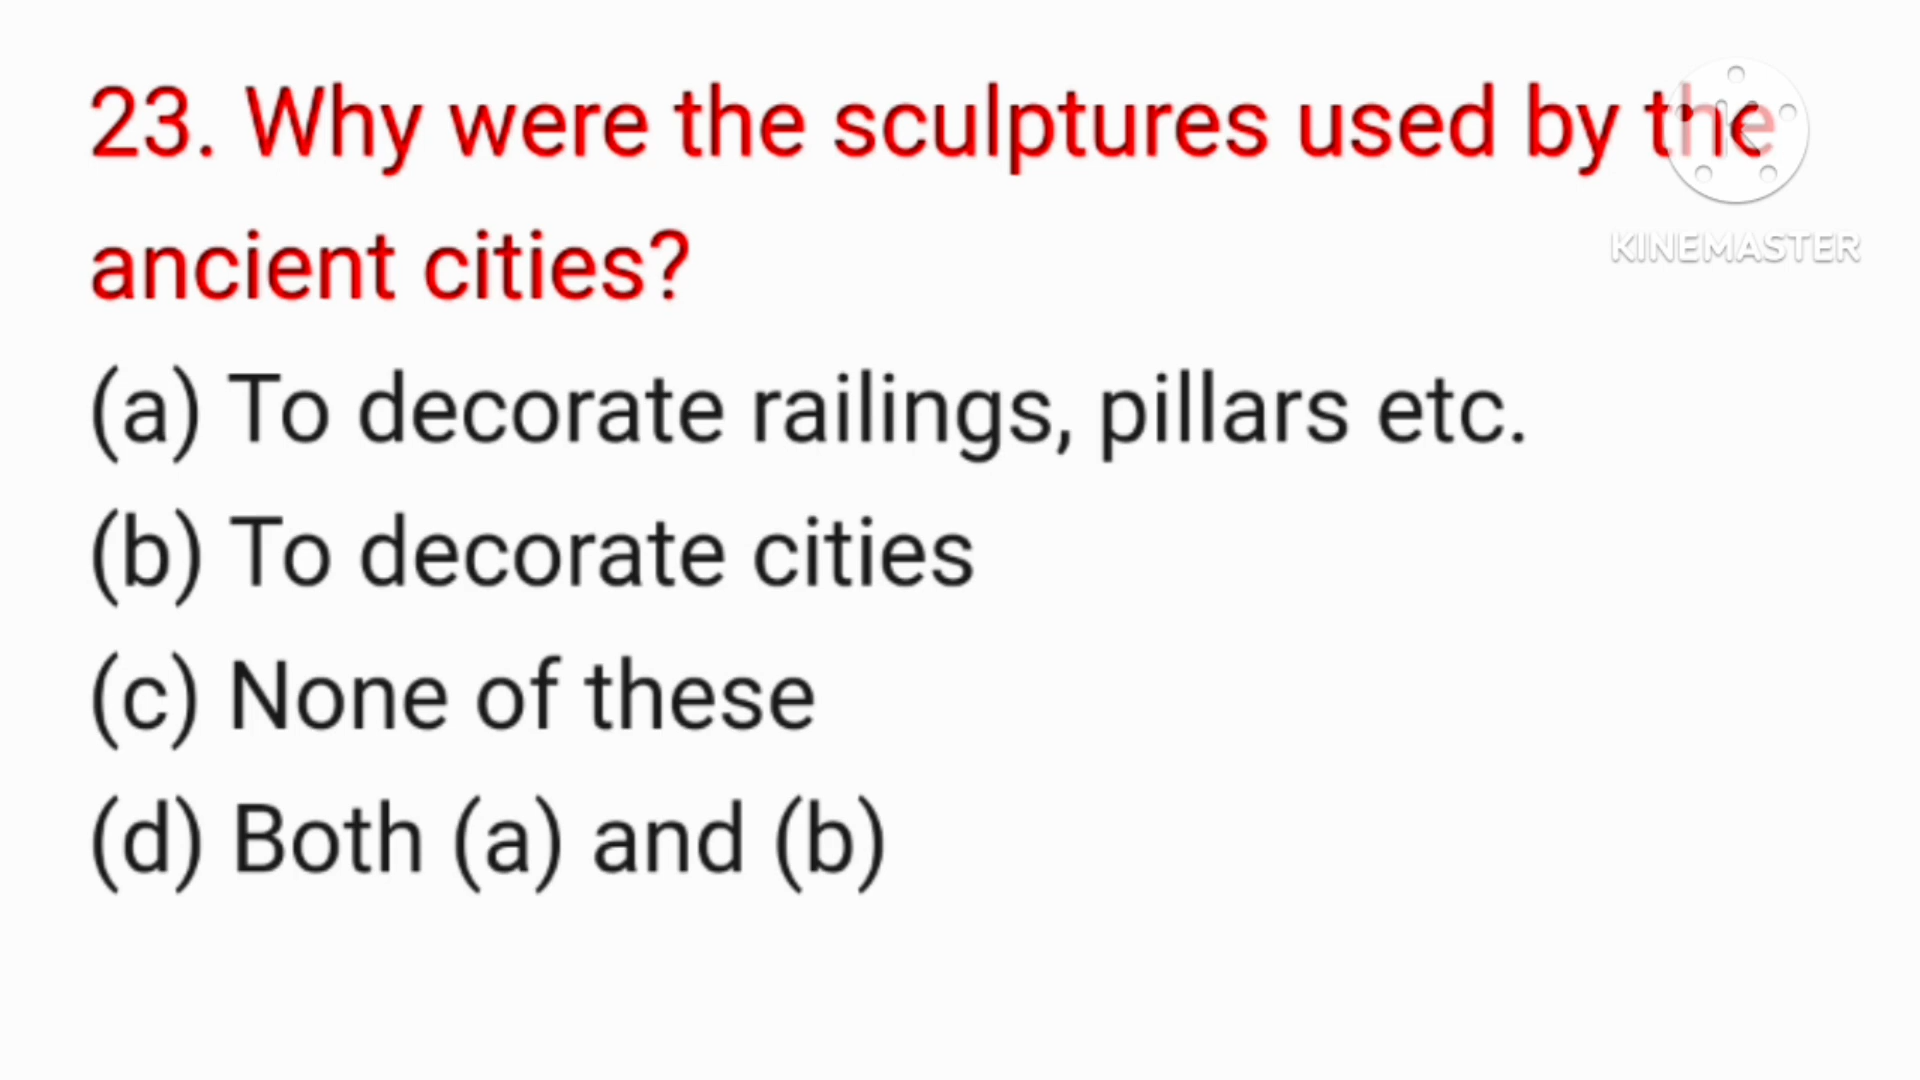 23. Why were the sculptures used by the
KINEMASTER
ancient cities?
(a) To decorate railings, pillars etc.
(b) To decorate cities
(c) None of these
(d) Both (a) and (b)